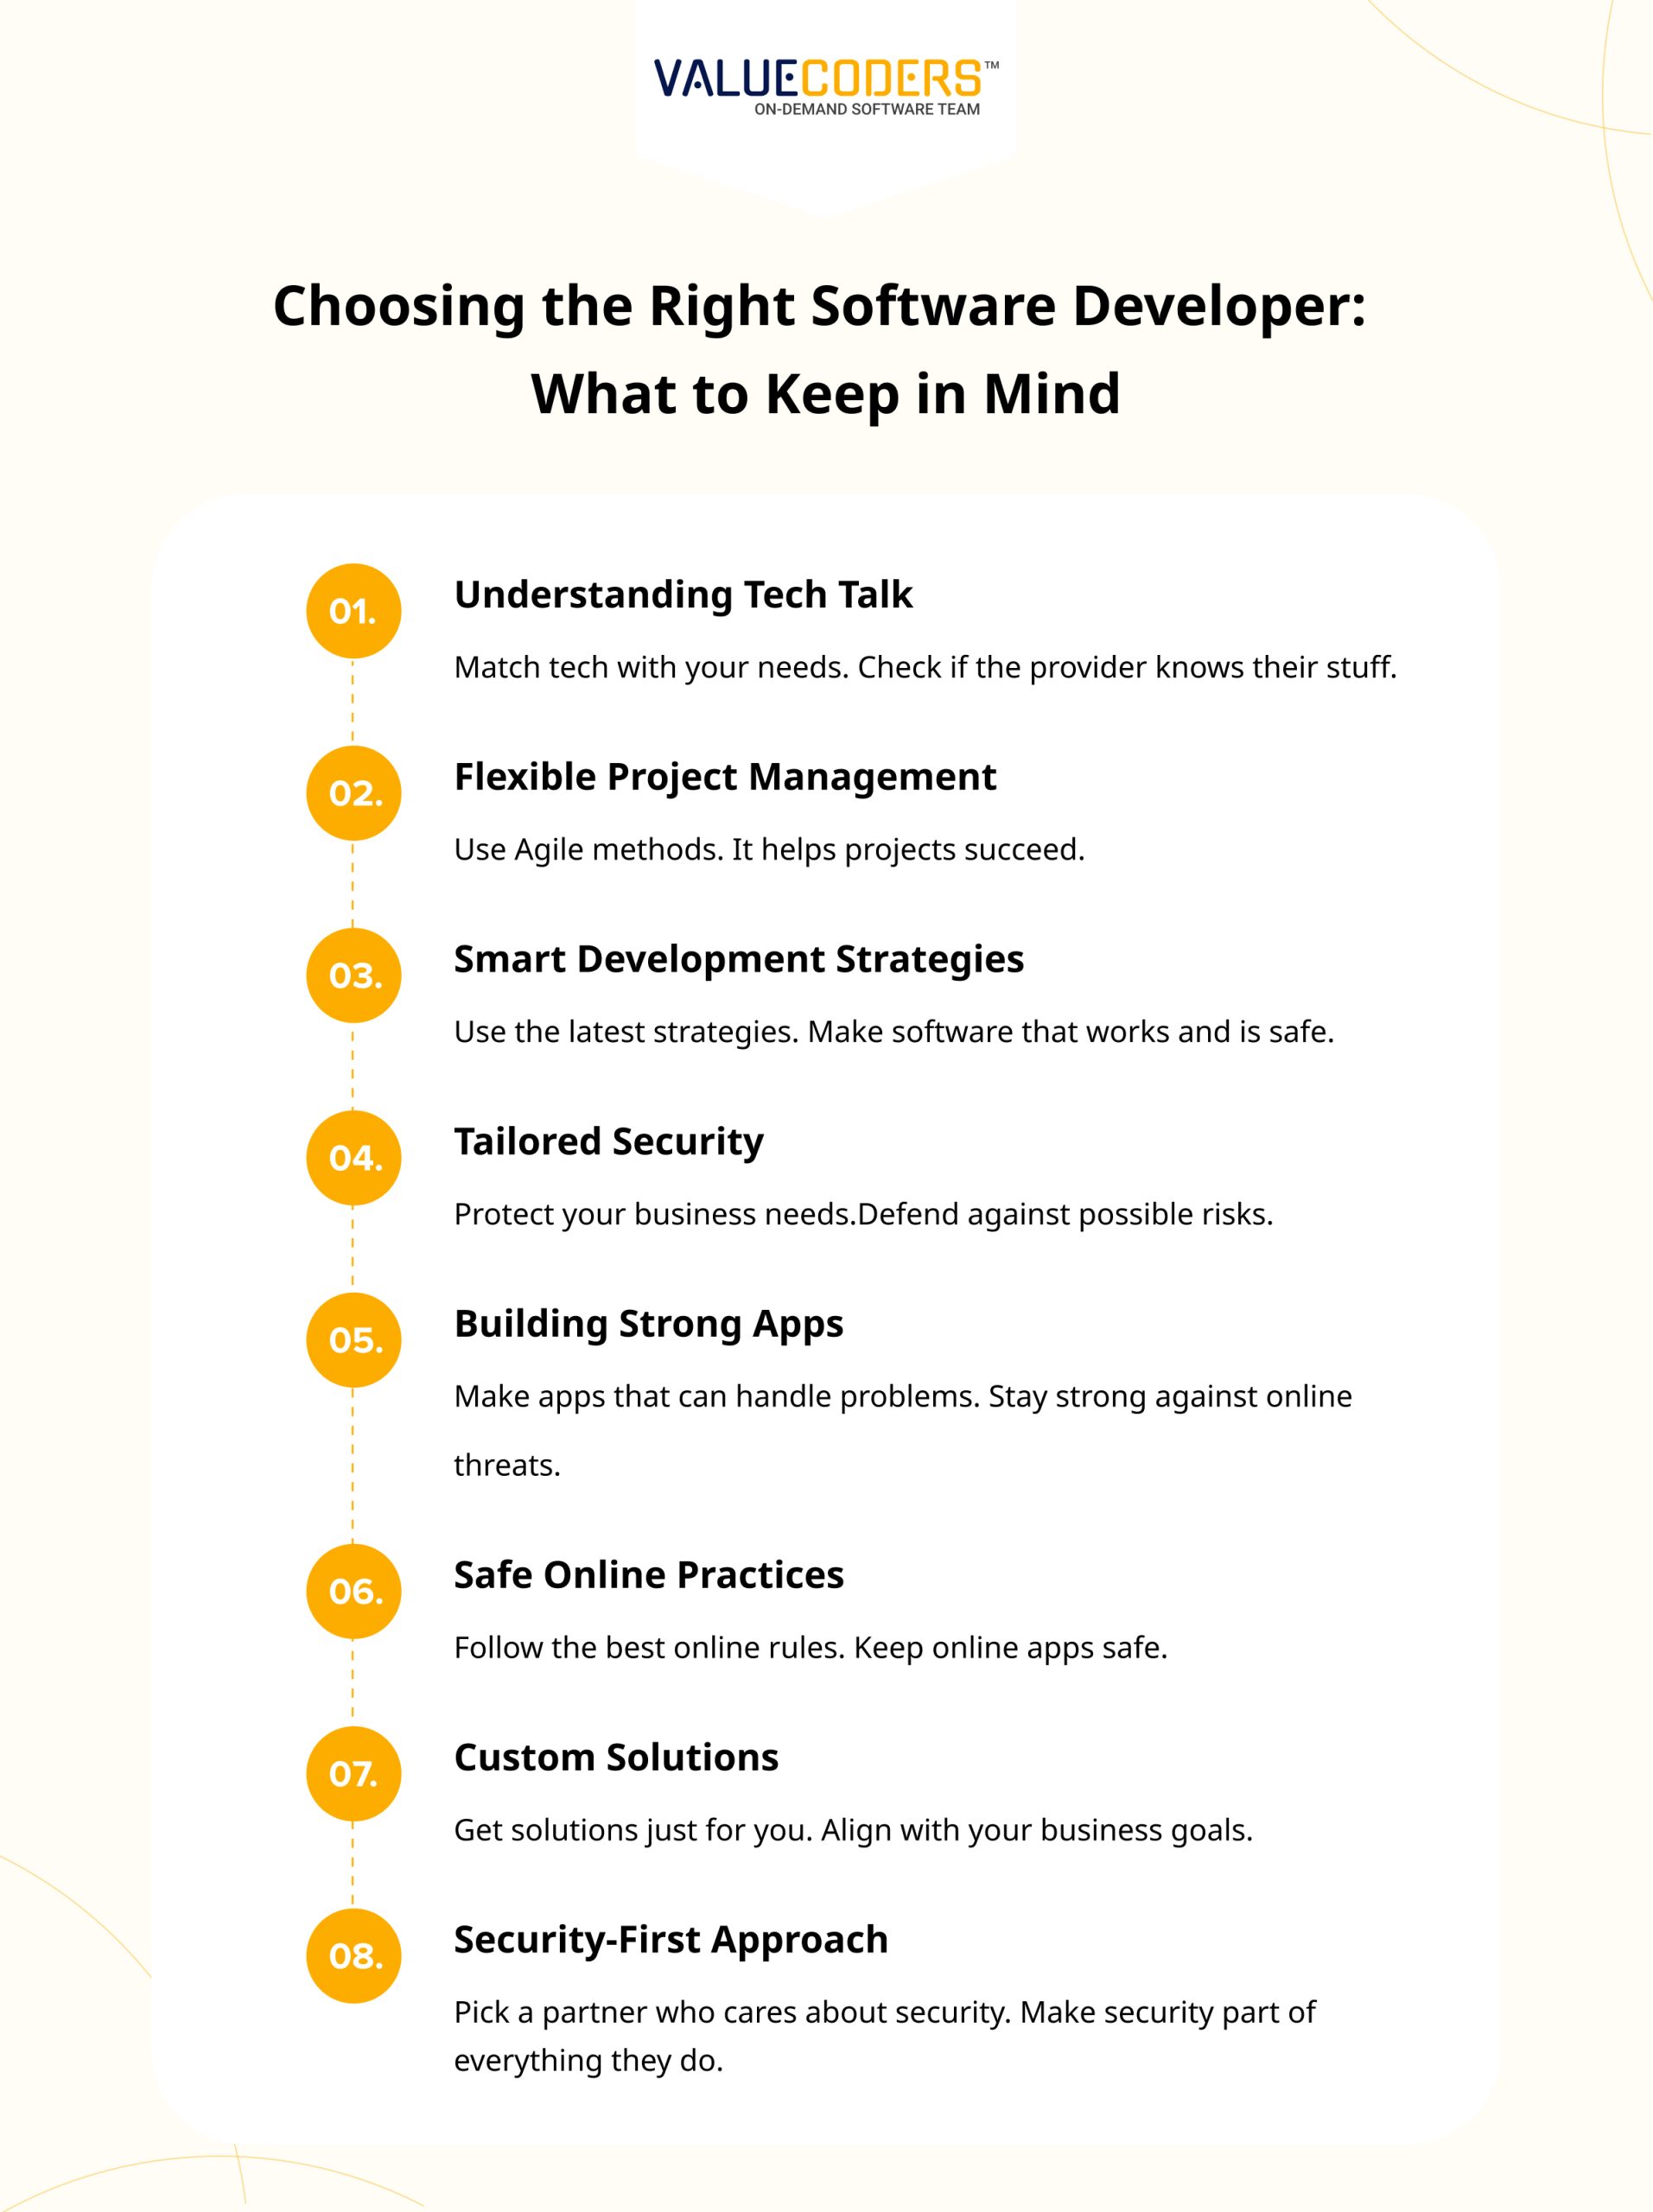 VALUECODERS™
ON-DEMAND SOFTWARE TEAM
Choosing the Right Software Developer:
What to Keep in Mind
01.
Understanding Tech Talk
Match tech with your needs. Check if the provider knows their stuff.
02.
Flexible Project Management
Use Agile methods. It helps projects succeed.
03.
Smart Development Strategies
Use the latest strategies. Make software that works and is safe.
04.
Tailored Security
Protect your business needs.Defend against possible risks.
05.
Building Strong Apps
Make apps that can handle problems. Stay strong against online
threats.
06.
Safe Online Practices
Follow the best online rules. Keep online apps safe.
07.
Custom Solutions
Get solutions just for you. Align with your business goals.
08.
Security-First Approach
Pick a partner who cares about security. Make security part of
everything they do.